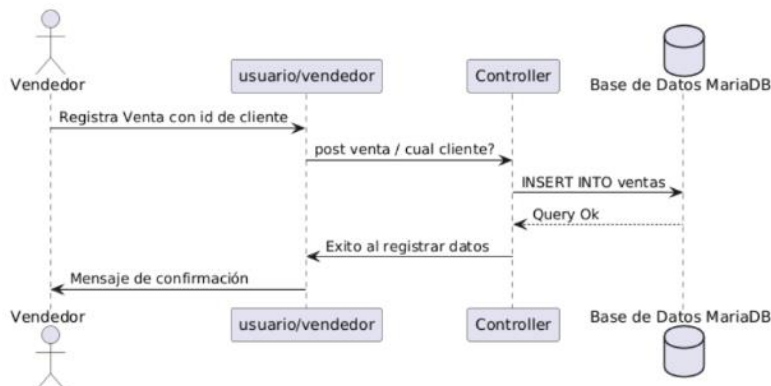 Vendedor
usuario/vendedor
Controller
Base de Datos MariaDB
Registra Venta con id de cliente
post venta / cual cliente?
INSERT INTO ventas
Query Ok
Exito al registrar datos
Mensaje de confirmación
Vendedor
usuario/vendedor
Controller
Base de Datos MariaDB